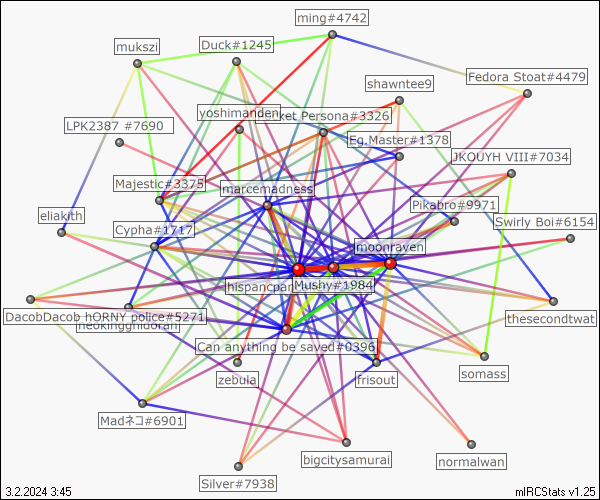 ming#4742
mukszi
Duck#1245
shawntee9
Fedora Stoat#4479
yoshimanden
ket Persona#3326
LPK2387 #7690
Eg.Master#1378
JKOUYH VIII#7034
Majestic#3375
marcemadness
Pikabro#9971
eliakith
Cypha#1717
Swirly Boi#6154
moonraven
hispancpan
Mushy#1984
DacobDacob hORNY police#5271
neokingghidorah
thesecondtwat
Can anything be saved#0396
zebula
frisout
somass
Madネコ#6901
bigcitysamurai
normalwan
Silver#7938
3.2.2024 3:45
mIRCStats v1.25